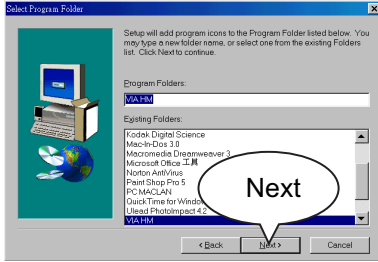 Select Program Folder
Setup will add program icons to the Program Folder listed below. You
may type a new folder name, or select one from the existing Folders
list. Click Next to continue.
Program Folders:
VIA HM
Existing Folders:
Kodak Digital Science
Mac-In-Dos 3.0
Macromedia Dreamweaver 3
Microsoft Office 工具
Norton AntiVirus
Paint Shop Pro 5
PC MACLAN
QuickTime for Window
Ulead PhotoImpact 4.2
VIA HM
Next
< Back
Next >
Cancel